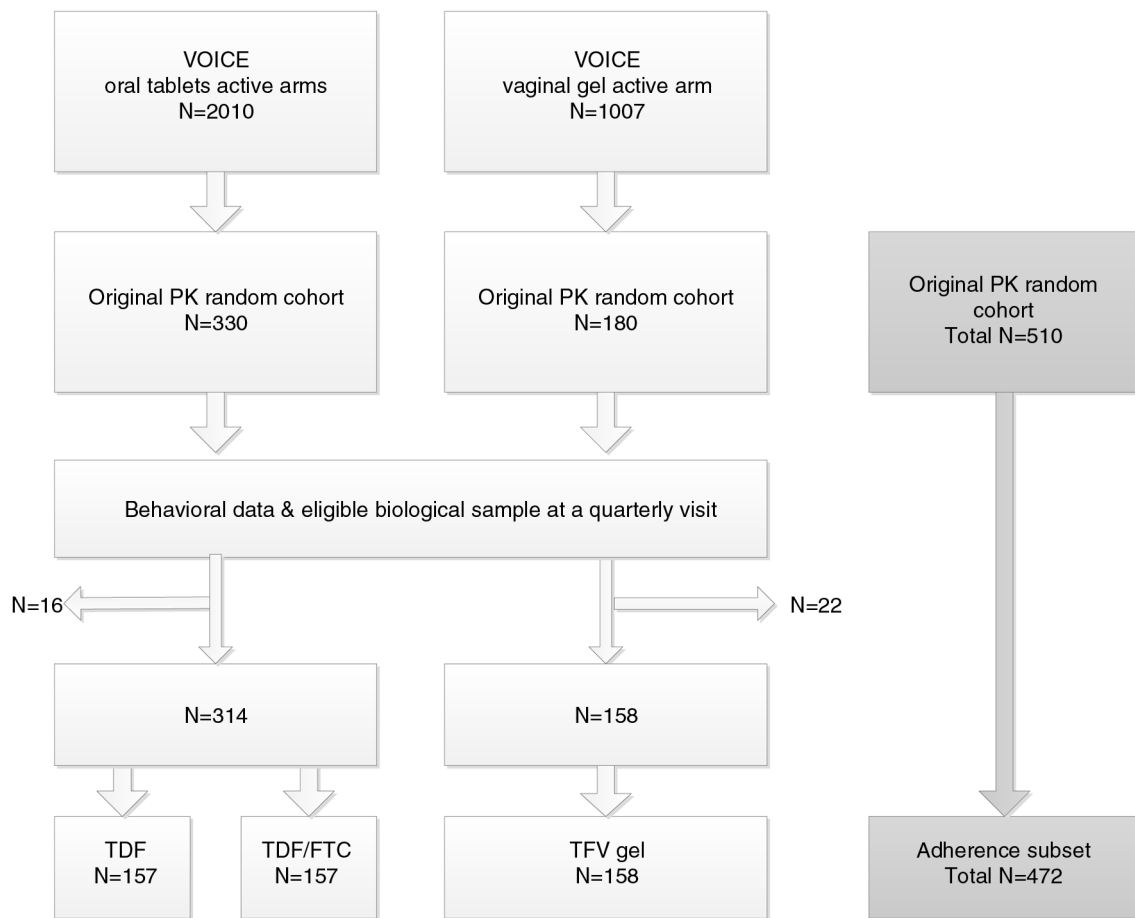 VOICE
oral tablets active arms
N=2010
VOICE
vaginal gel active arm
N=1007
Original PK random cohort
N=330
Original PK random cohort
N=180
Original PK random
cohort
Total N=510
Behavioral data & eligible biological sample at a quarterly visit
N=16
N=22
N=314
N=158
TDF
N=157
TDF/FTC
N=157
TFV gel
N=158
Adherence subset
Total N=472